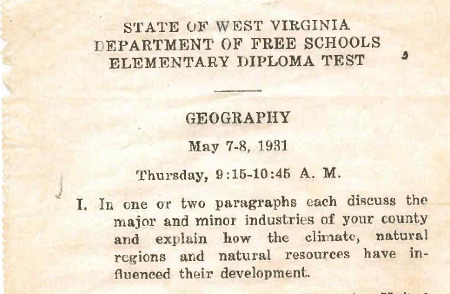 STATE OF WEST VIRGINIA
DEPARTMENT OF FREE SCHOOLS
ELEMENTARY DIPLOMA TEST
GEOGRAPHY
May 7-8, 1931
Thursday, 9:15-10:45 A. M.
I. In one or two paragraphs each discuss the
major and minor industries of your county
and explain how the climate, natural
regions and natural resources have in-
fluenced their development.